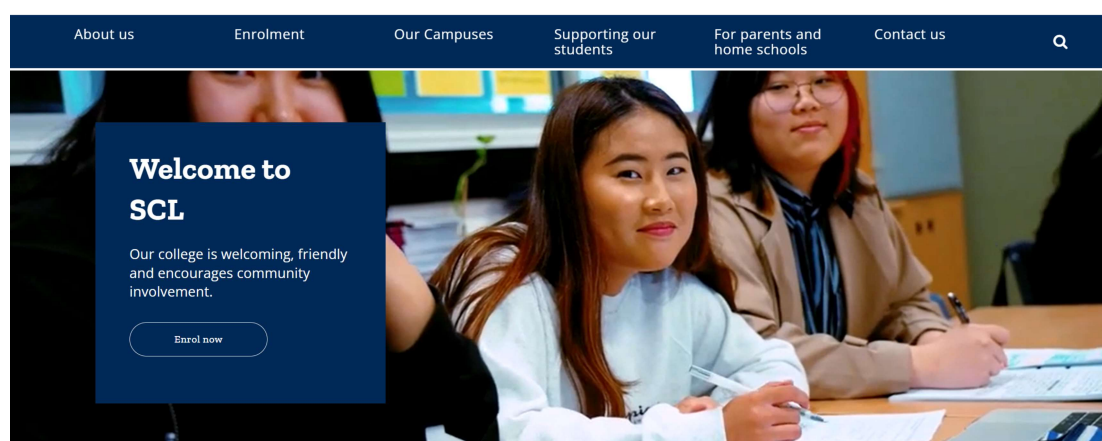 About us
Enrolment
Our Campuses
Supporting our
students
For parents and
home schools
Contact us
Welcome to
SCL
Our college is welcoming, friendly
and encourages community
involvement.
Enrol now